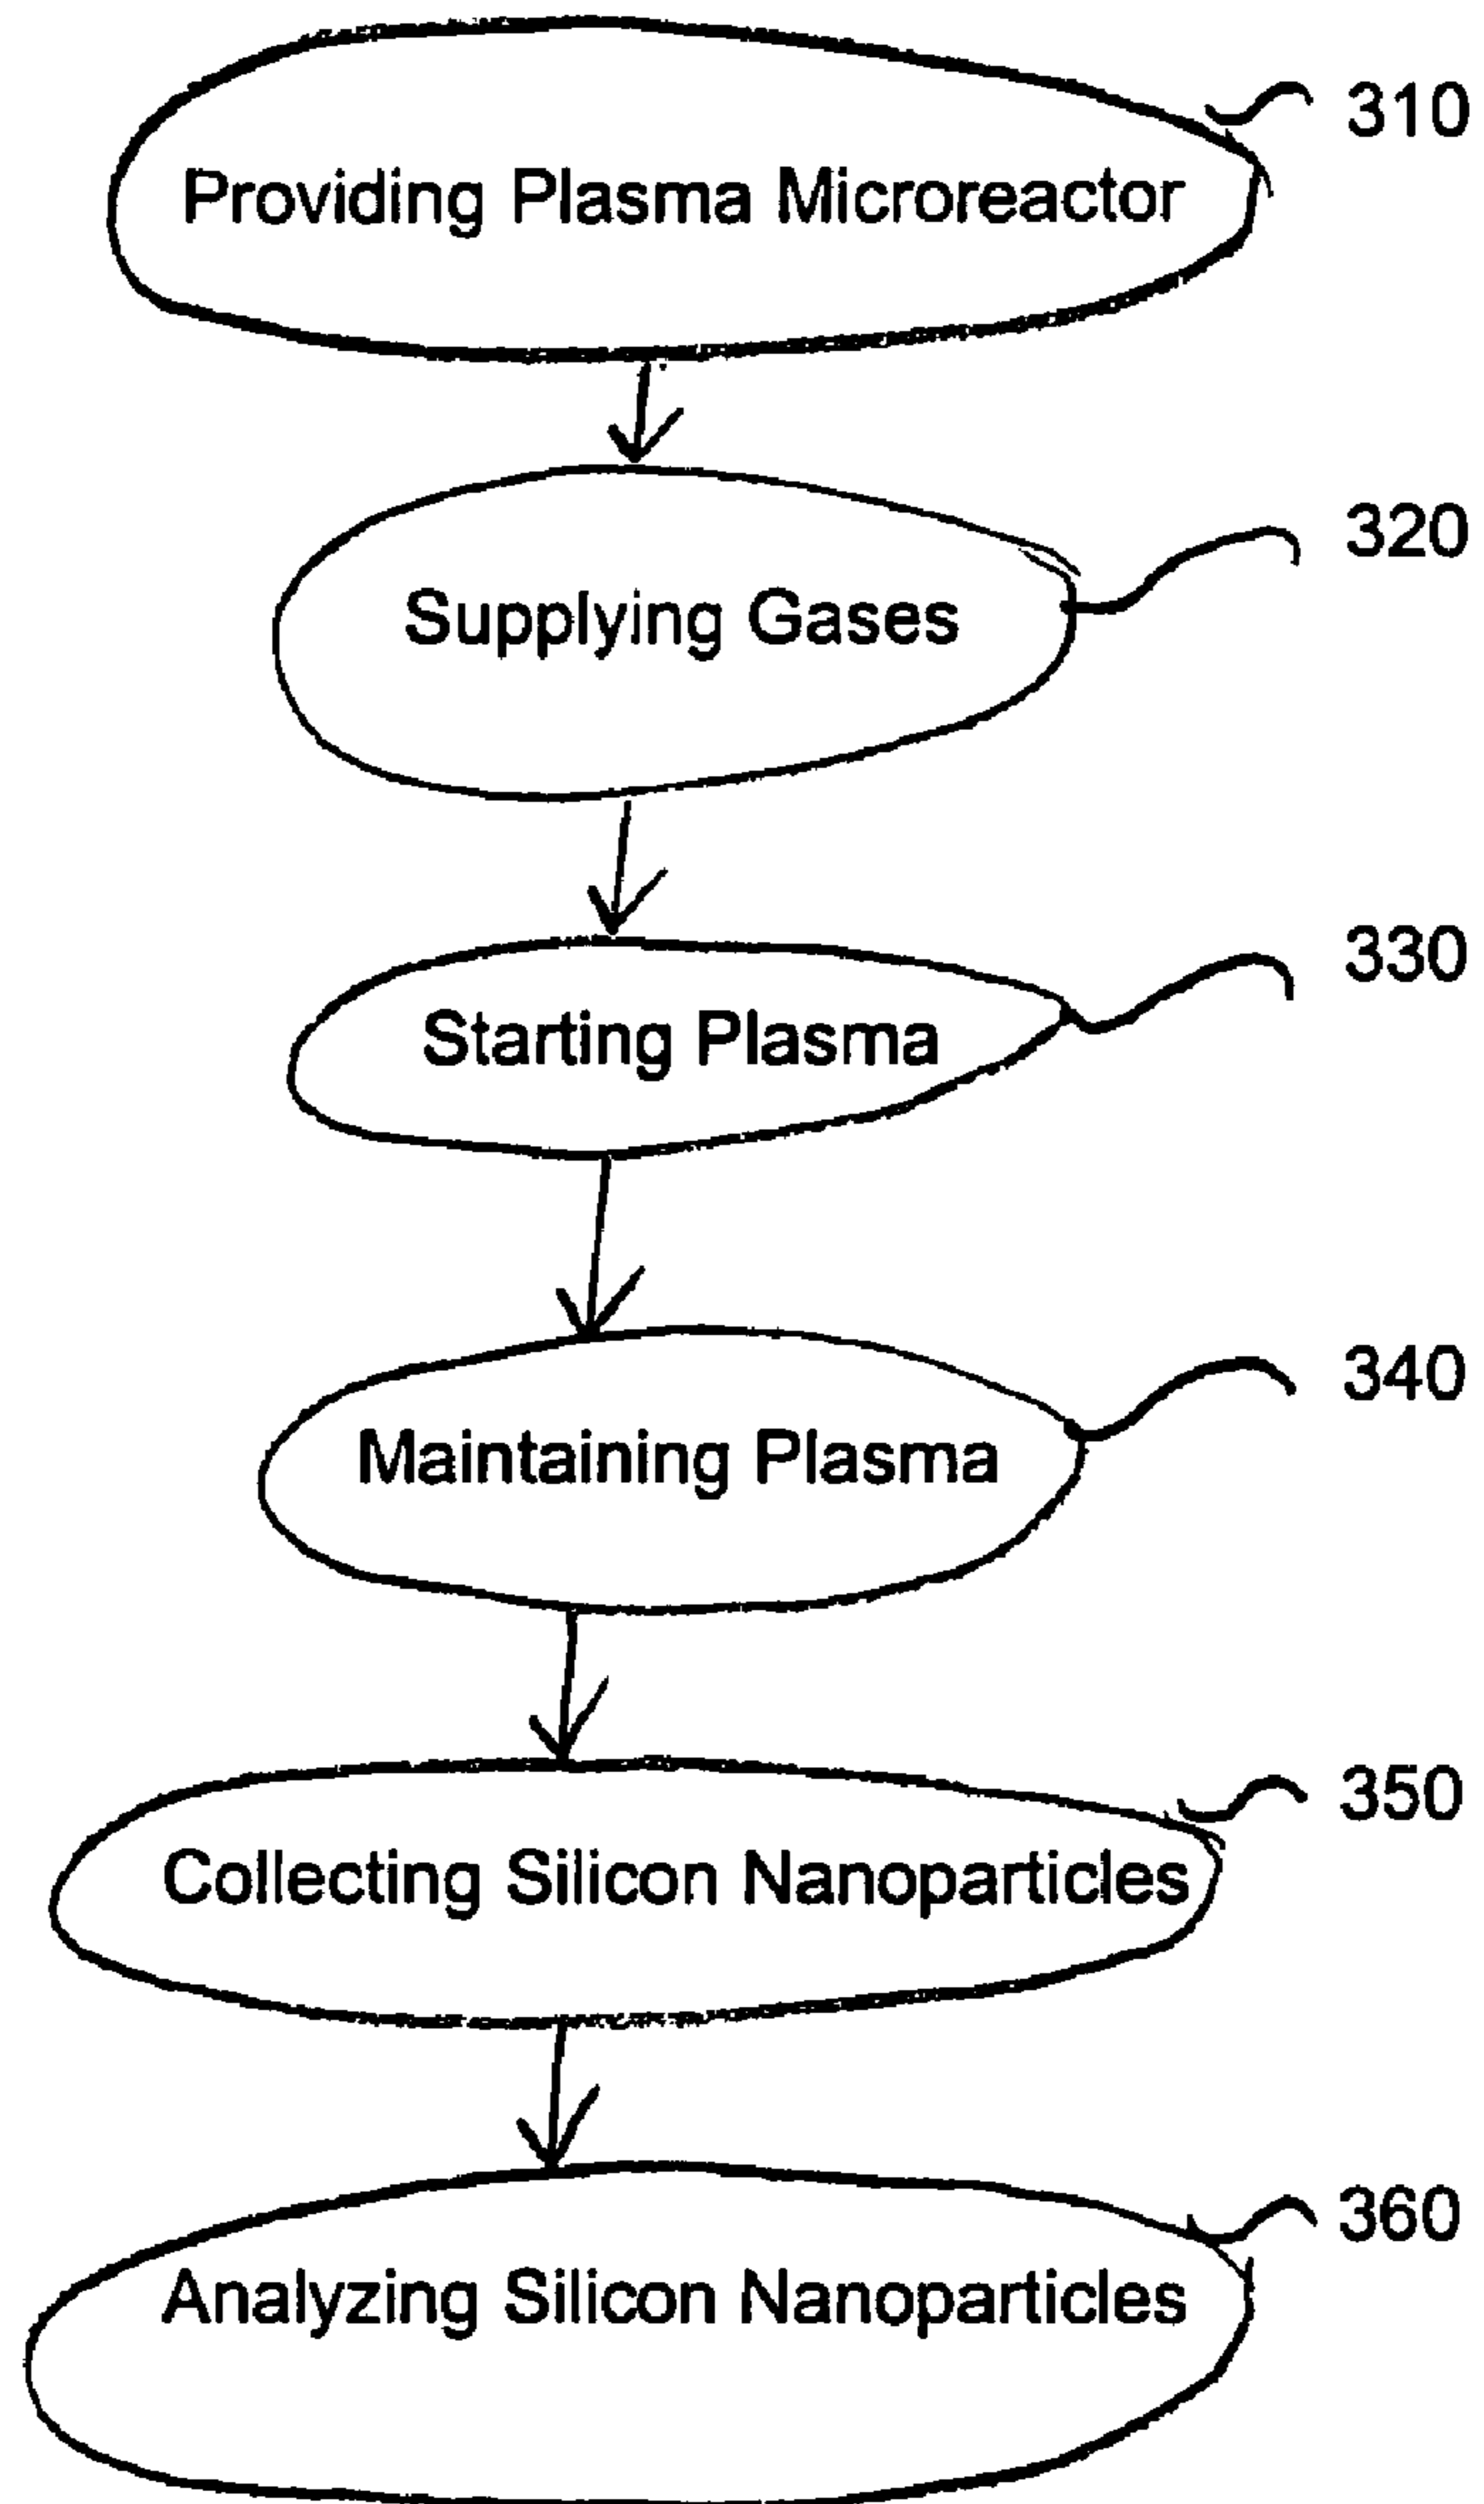 310
Providing Plasma Microreactor
320
Supplying Gases
330
Starting Plasma
340
Maintaining Plasma
350
Collecting Silicon Nanoparticles
360
Analyzing Silicon Nanoparticles